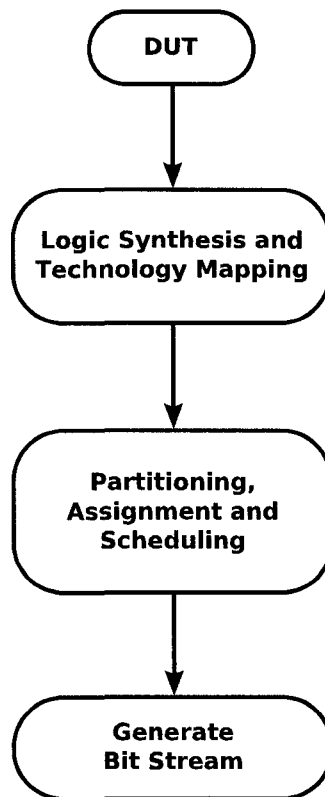 DUT
Logic Synthesis and
Technology Mapping
Partitioning,
Assignment and
Scheduling
Generate
Bit Stream